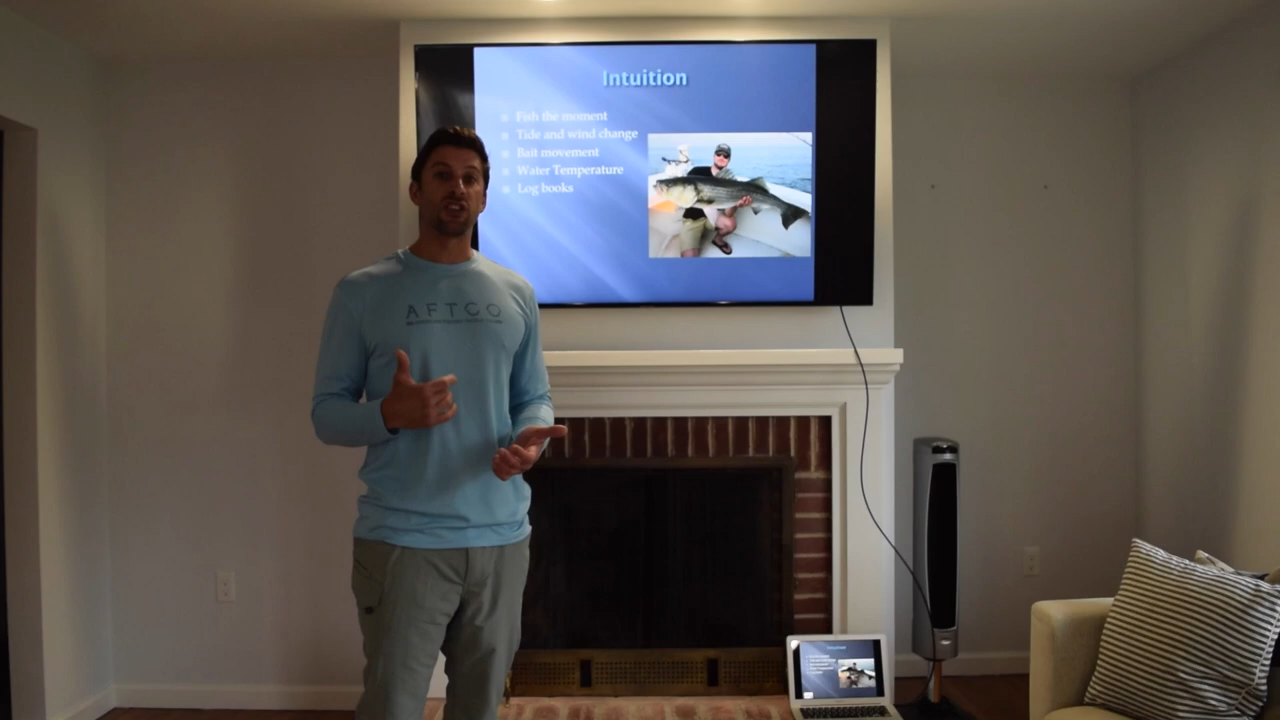 Intuition
Fish the moment
Tide and wind change
Bait movement
Water Temperature
Log books
AFTCO